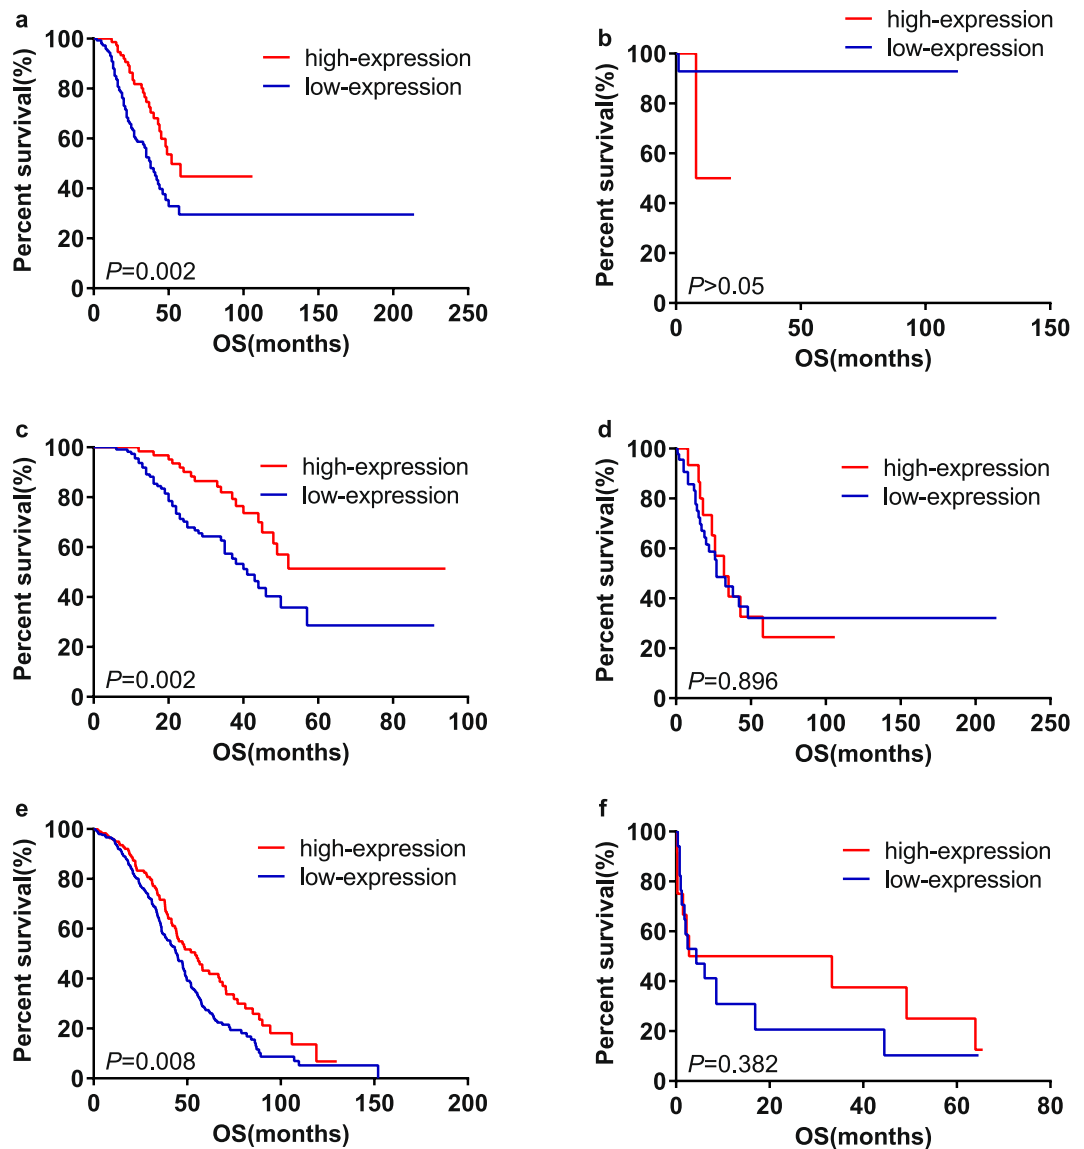 a
high-expression
low-expression
Percent survival(%)
100
80
60
40
20
0
P=0.002
0 50 100 150 200 250
OS(months)
b
high-expression
low-expression
Percent survival(%)
100
80
60
40
20
0
P>0.05
0 50 100 150
OS(months)
c
high-expression
low-expression
Percent survival(%)
100
80
60
40
20
0
P=0.002
0 20 40 60 80 100
OS(months)
d
high-expression
low-expression
Percent survival(%)
100
80
60
40
20
0
P=0.896
0 50 100 150 200 250
OS(months)
e
high-expression
low-expression
Percent survival(%)
100
80
60
40
20
0
P=0.008
0 50 100 150 200
OS(months)
f
high-expression
low-expression
Percent survival(%)
100
80
60
40
20
0
P=0.382
0 20 40 60 80
OS(months)